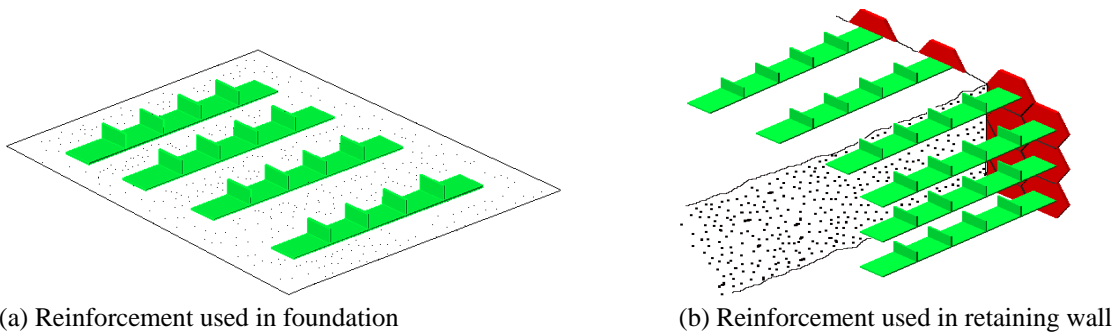 (a) Reinforcement used in foundation
(b) Reinforcement used in retaining wall